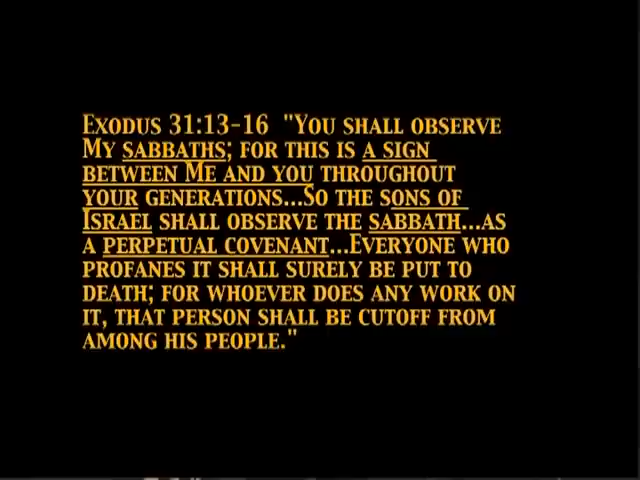 Exodus 31:13-16 "You shall observe
My sabbaths; for this is a sign
between Me and you throughout
your generations...So the sons of
Israel shall observe the sabbath...as
a perpetual covenant...Everyone who
profanes it shall surely be put to
death; for whoever does any work on
it, that person shall be cutoff from
among his people."